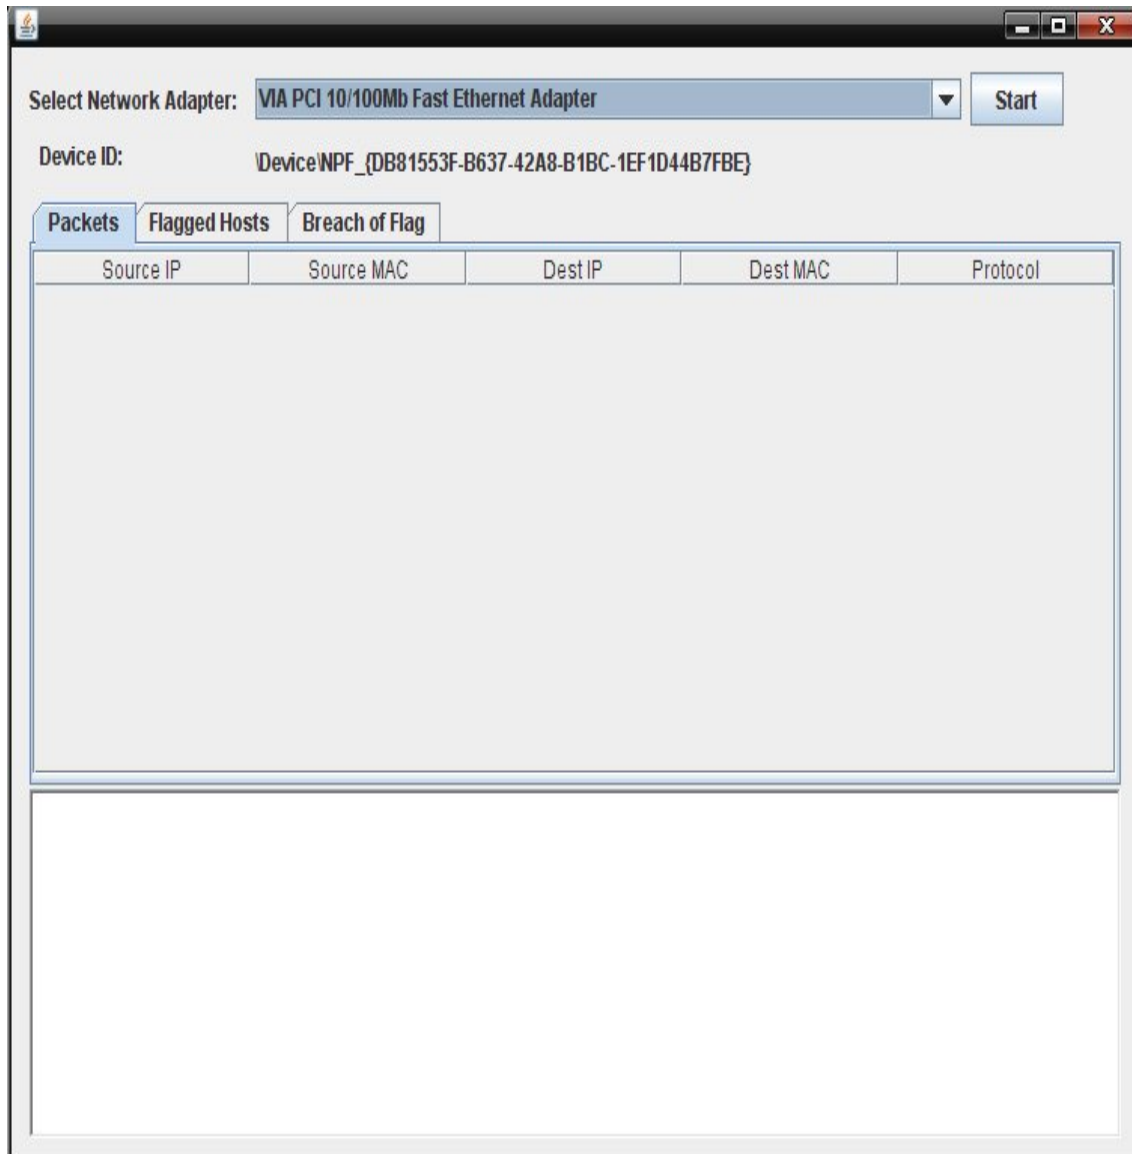 Select Network Adapter: VIA PCI 10/100Mb Fast Ethernet Adapter Start
Device ID: \Device\NPF_{DB81553F-B637-42A8-B1BC-1EF1D44B7FBE}
Packets Flagged Hosts Breach of Flag
Source IP Source MAC Dest IP Dest MAC Protocol